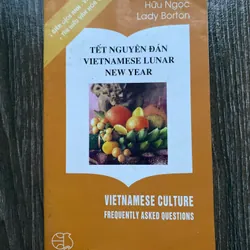 Hữu Ngọc
Lady Borton
TẾT NGUYÊN ĐÁN
VIETNAMESE LUNAR
NEW YEAR
VIETNAMESE CULTURE
FREQUENTLY ASKED QUESTIONS